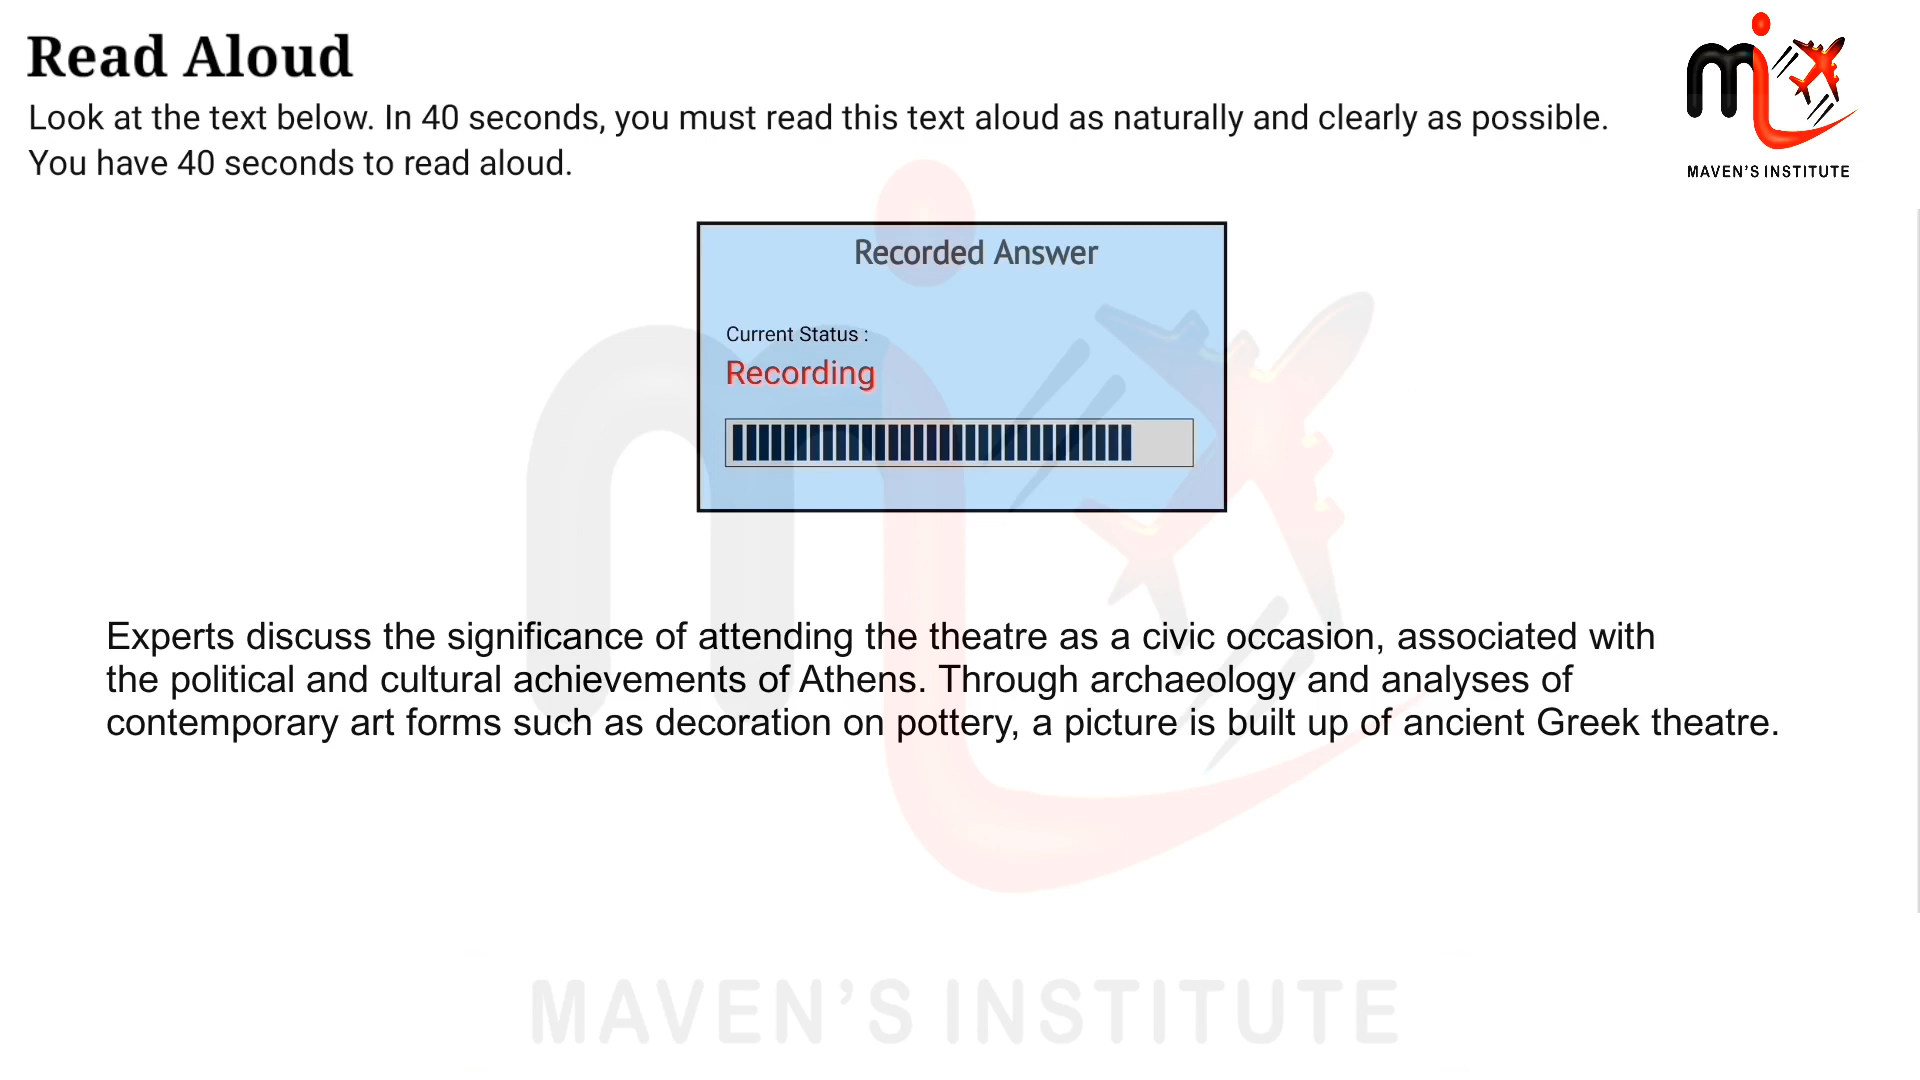 Read Aloud
Look at the text below. In 40 seconds, you must read this text aloud as naturally and clearly as possible.
You have 40 seconds to read aloud.
MAVEN'S INSTITUTE
Recorded Answer
Current Status :
Recording
Experts discuss the significance of attending the theatre as a civic occasion, associated with
the political and cultural achievements of Athens. Through archaeology and analyses of
contemporary art forms such as decoration on pottery, a picture is built up of ancient Greek theatre.
MAVEN'S INSTITUTE